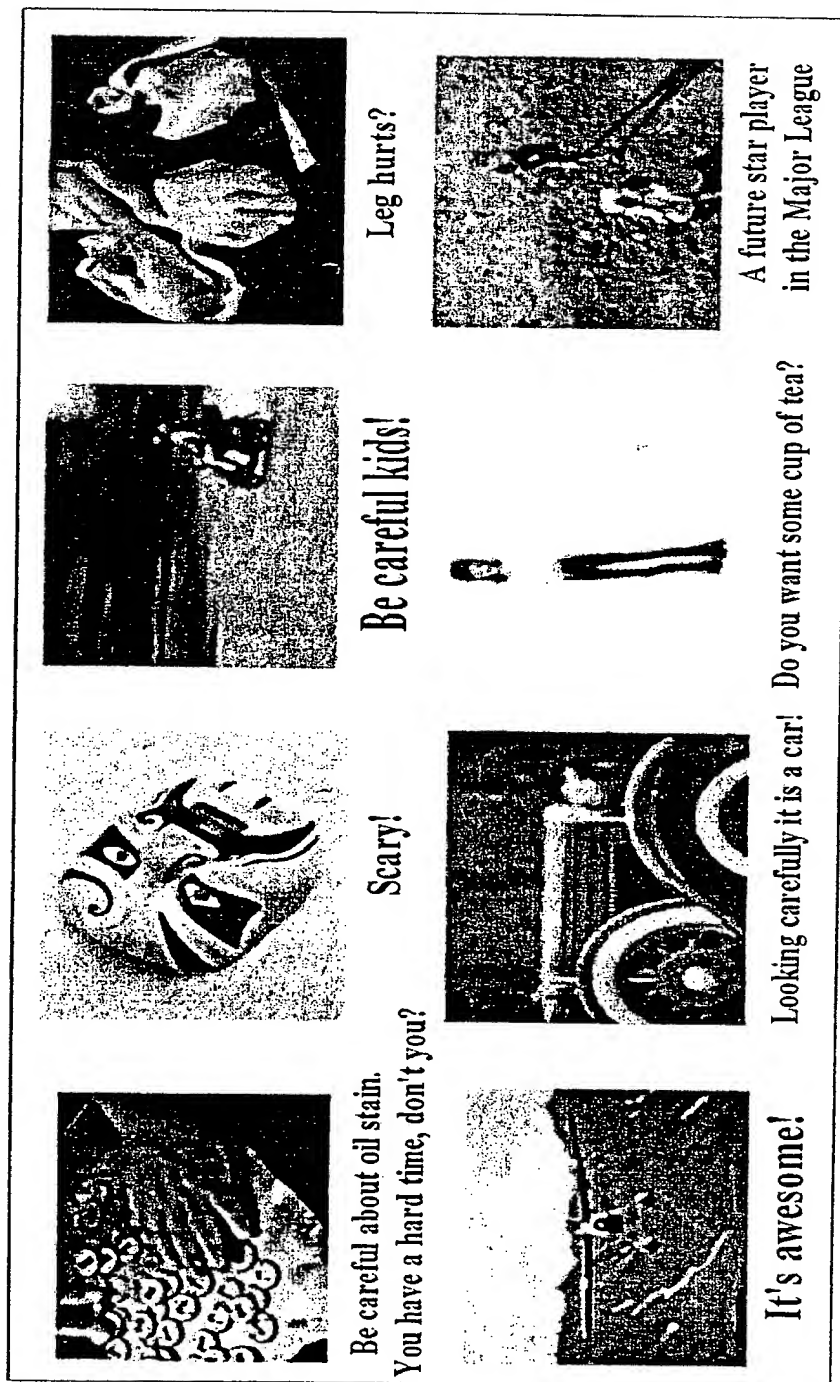 Be careful about oil stain.
You have a hard time, don't you?
Scary!
Be careful kids!
Leg hurts?
It's awesome!
Looking carefully it is a car!
Do you want some cup of tea?
A future star player
in the Major League